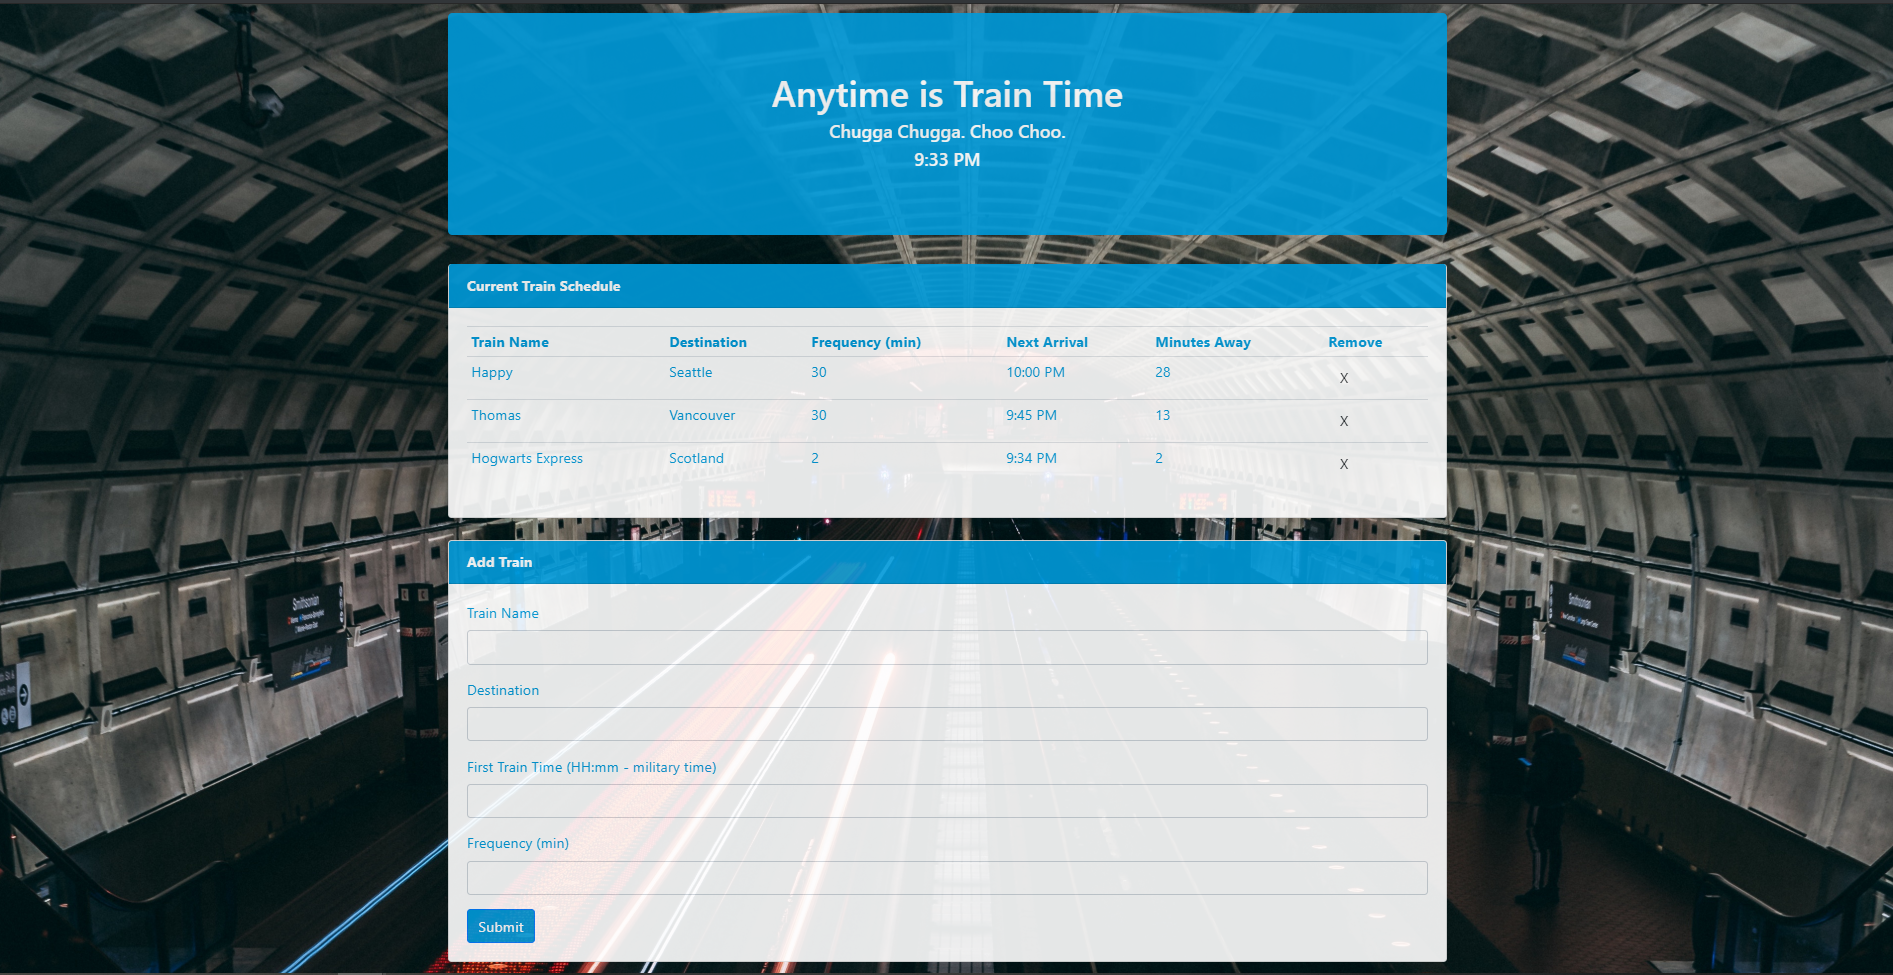 Anytime is Train Time
Chugga Chugga. Choo Choo.
9:33 PM
Current Train Schedule
Train Name Destination Frequency (min) Next Arrival Minutes Away Remove
Happy Seattle 30 10:00 PM 28 X
Thomas Vancouver 30 9:45 PM 13 X
Hogwarts Express Scotland 2 9:34 PM 2 X
Add Train
Train Name
Destination
First Train Time (HH:mm - military time)
Frequency (min)
Submit
Smithsonian
Smithsonian